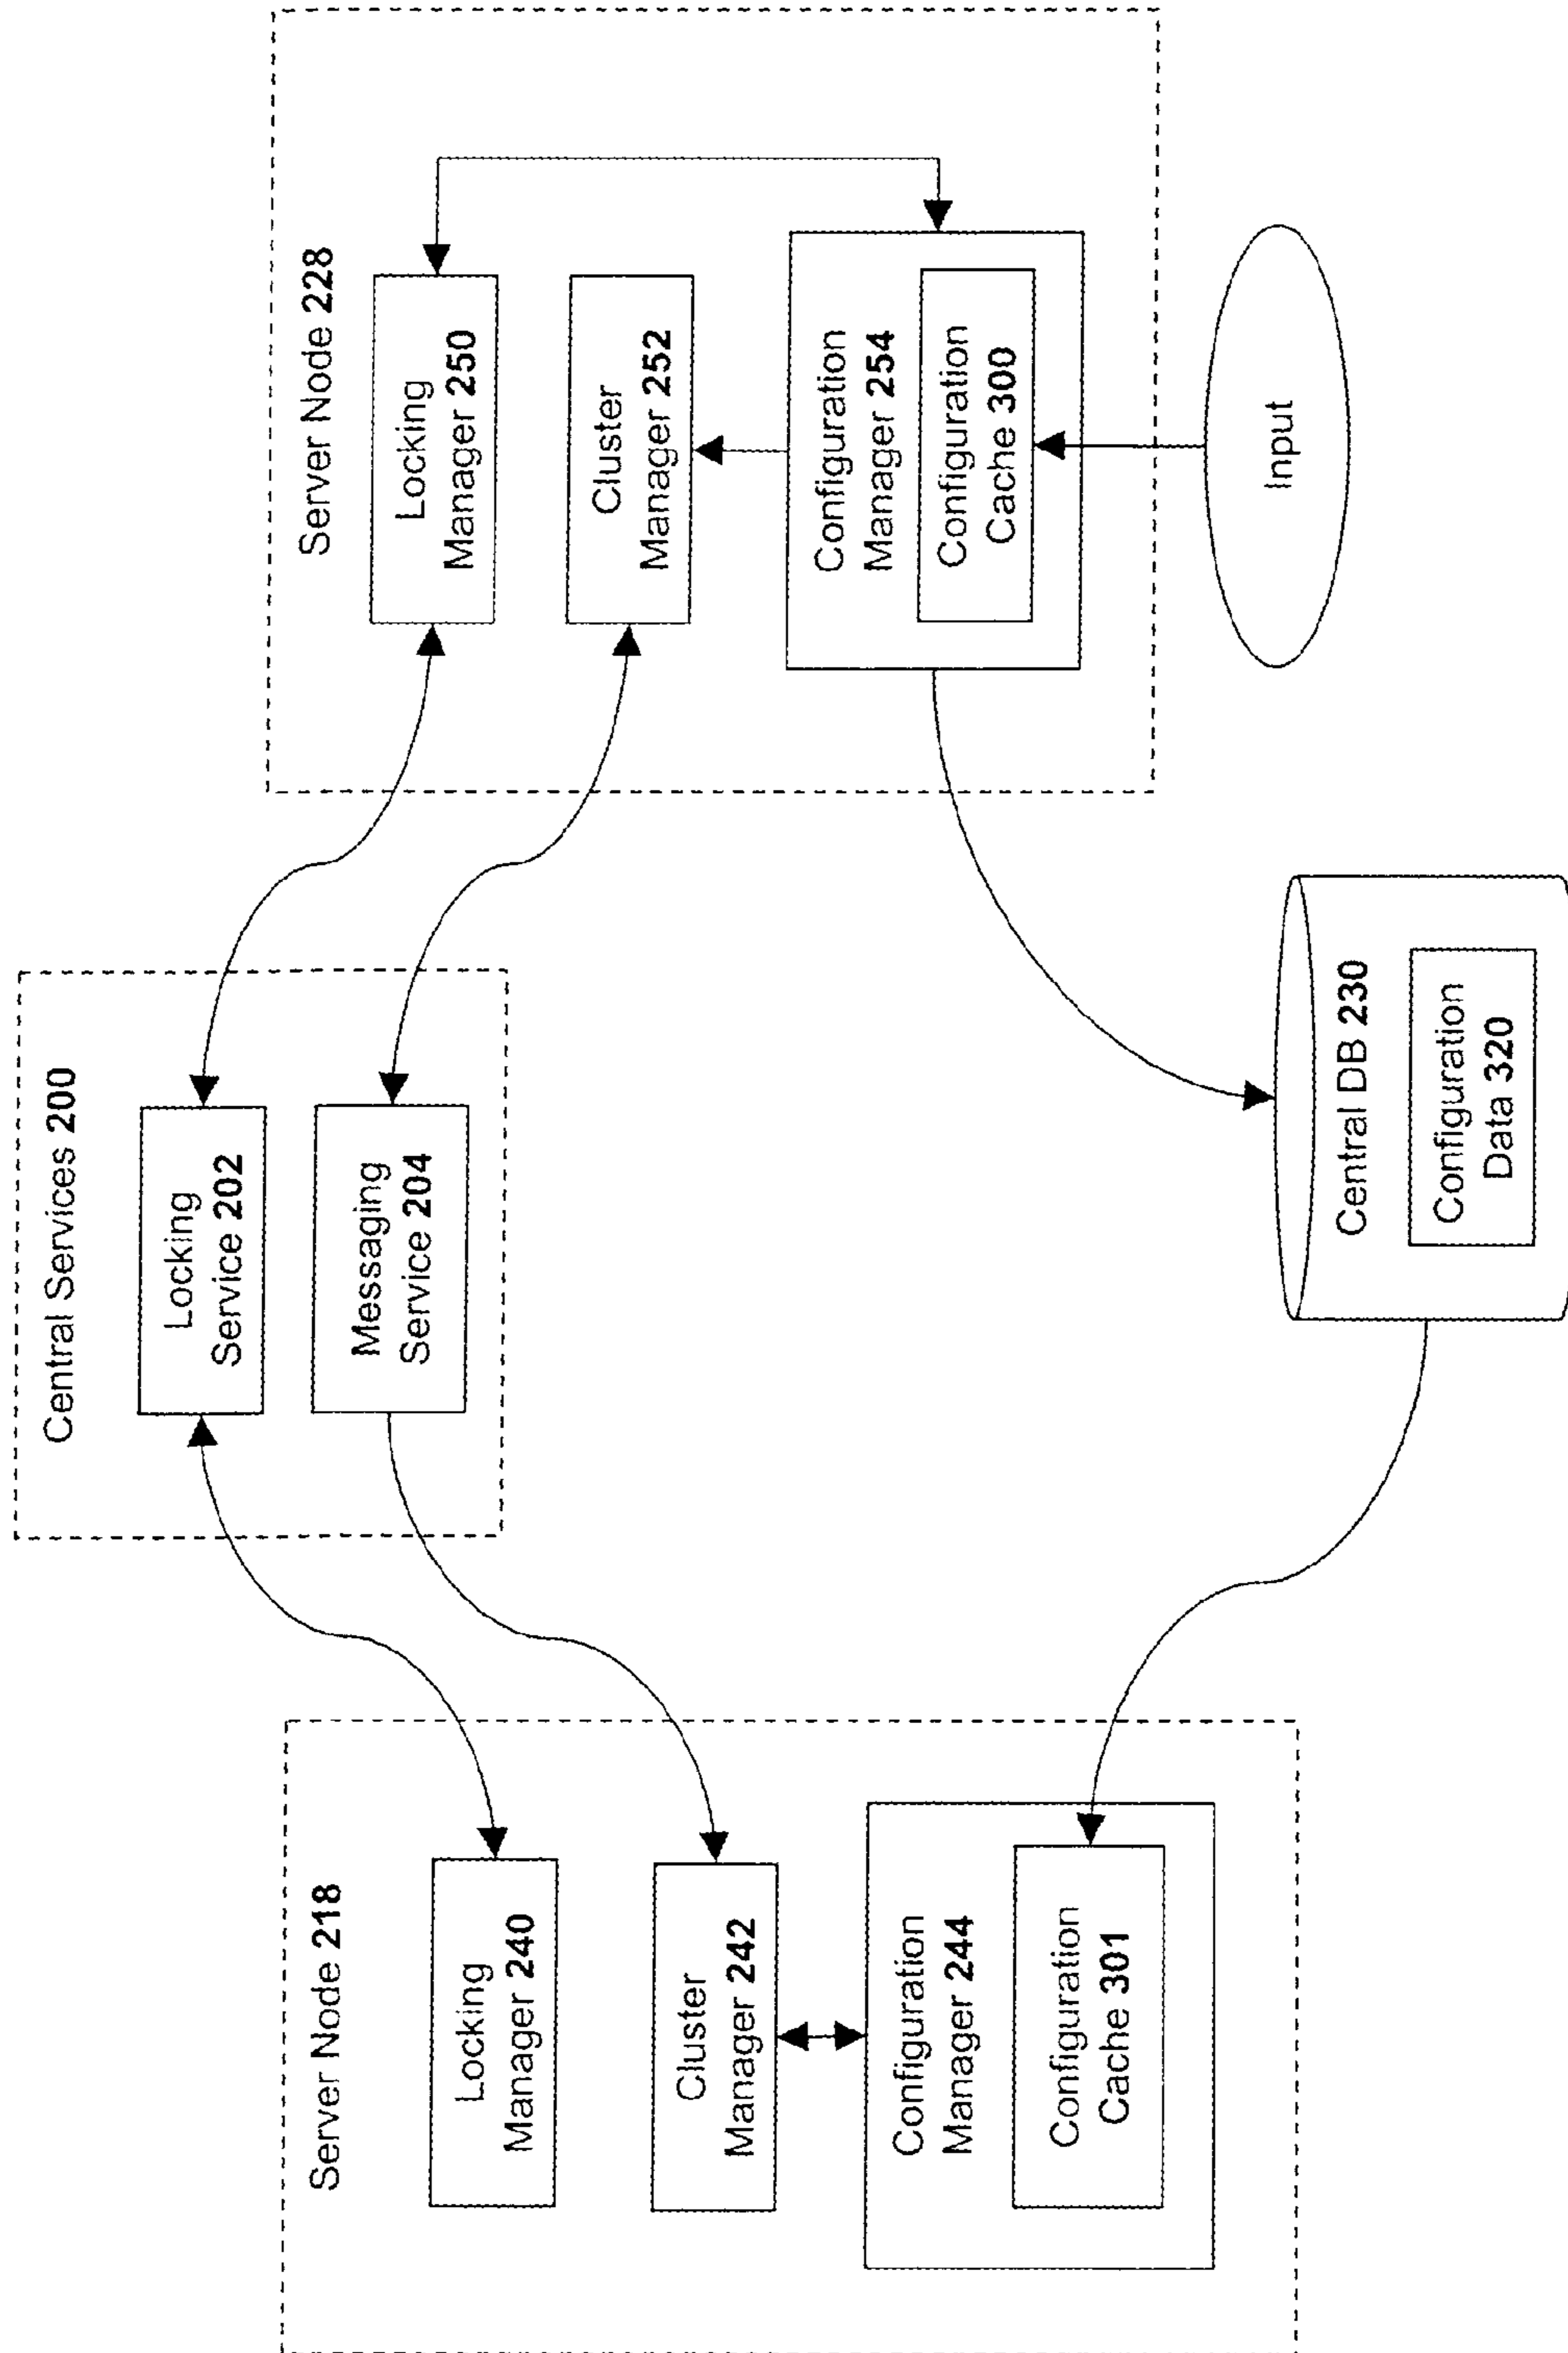 Central Services 200
Locking
Service 202
Messaging
Service 204
Server Node 218
Locking
Manager 240
Cluster
Manager 242
Configuration
Manager 244
Configuration
Cache 301
Server Node 228
Locking
Manager 250
Cluster
Manager 252
Configuration
Manager 254
Configuration
Cache 300
Central DB 230
Configuration
Data 320
Input